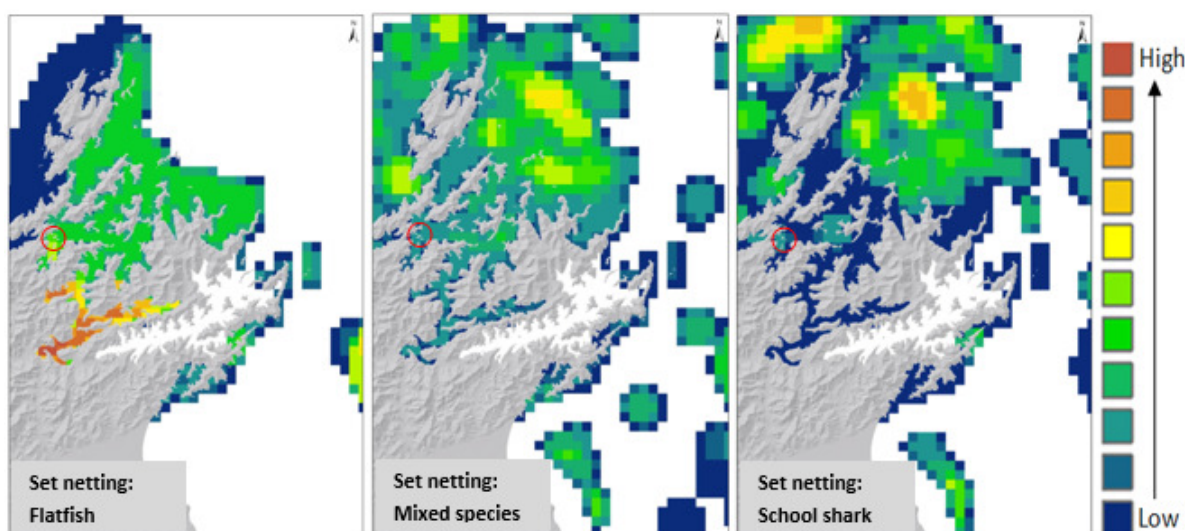 N
N
N
High
Low
Set netting:
Flatfish
Set netting:
Mixed species
Set netting:
School shark